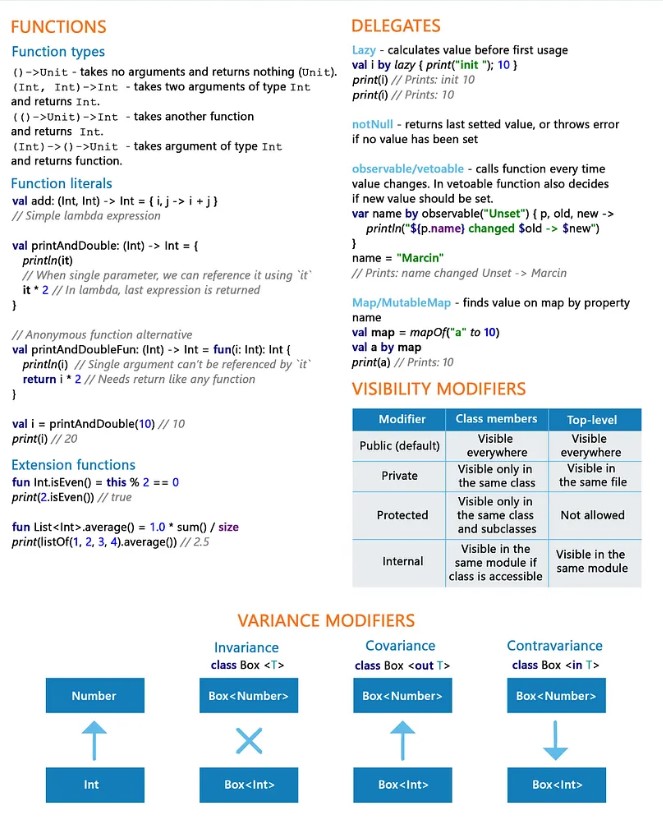 FUNCTIONS
Function types
()->Unit - takes no arguments and returns nothing (Unit).
(Int, Int)->Int - takes two arguments of type Int
and returns Int.
(()->Unit)->Int - takes another function
and returns Int.
(Int)->()->Unit - takes argument of type Int
and returns function.
Function literals
val add: (Int, Int) -> Int = { i, j -> i + j }
// Simple lambda expression
val printAndDouble: (Int) -> Int = {
println(it)
// When single parameter, we can reference it using `it`
it * 2 // In lambda, last expression is returned
}
// Anonymous function alternative
val printAndDoubleFun: (Int) -> Int = fun(i: Int): Int {
println(i) // Single argument can't be referenced by `it`
return i * 2 // Needs return like any function
}
val i = printAndDouble(10) // 10
print(i) // 20
Extension functions
fun Int.isEven() = this % 2 == 0
print(2.isEven()) // true
fun List<Int>.average() = 1.0 * sum() / size
print(listOf(1, 2, 3, 4).average()) // 2.5
DELEGATES
Lazy - calculates value before first usage
val i by lazy { print("init "); 10 }
print(i) // Prints: init 10
print(i) // Prints: 10
notNull - returns last setted value, or throws error
if no value has been set
observable/vetoable - calls function every time
value changes. In vetoable function also decides
if new value should be set.
var name by observable("Unset") { p, old, new ->
println("${p.name} changed $old -> $new")
}
name = "Marcin"
// Prints: name changed Unset -> Marcin
Map/MutableMap - finds value on map by property
name
val map = mapOf("a" to 10)
val a by map
print(a) // Prints: 10
VISIBILITY MODIFIERS
Modifier Class members Top-level
Public (default) Visible everywhere Visible everywhere
Private Visible only in the same class Visible in the same file
Protected Visible only in the same class and subclasses Not allowed
Internal Visible in the same module if class is accessible Visible in the same module
VARIANCE MODIFIERS
Invariance Covariance Contravariance
class Box <T> class Box <out T> class Box <in T>
Number Box<Number> Box<Number> Box<Number>
Int Box<Int> Box<Int> Box<Int>